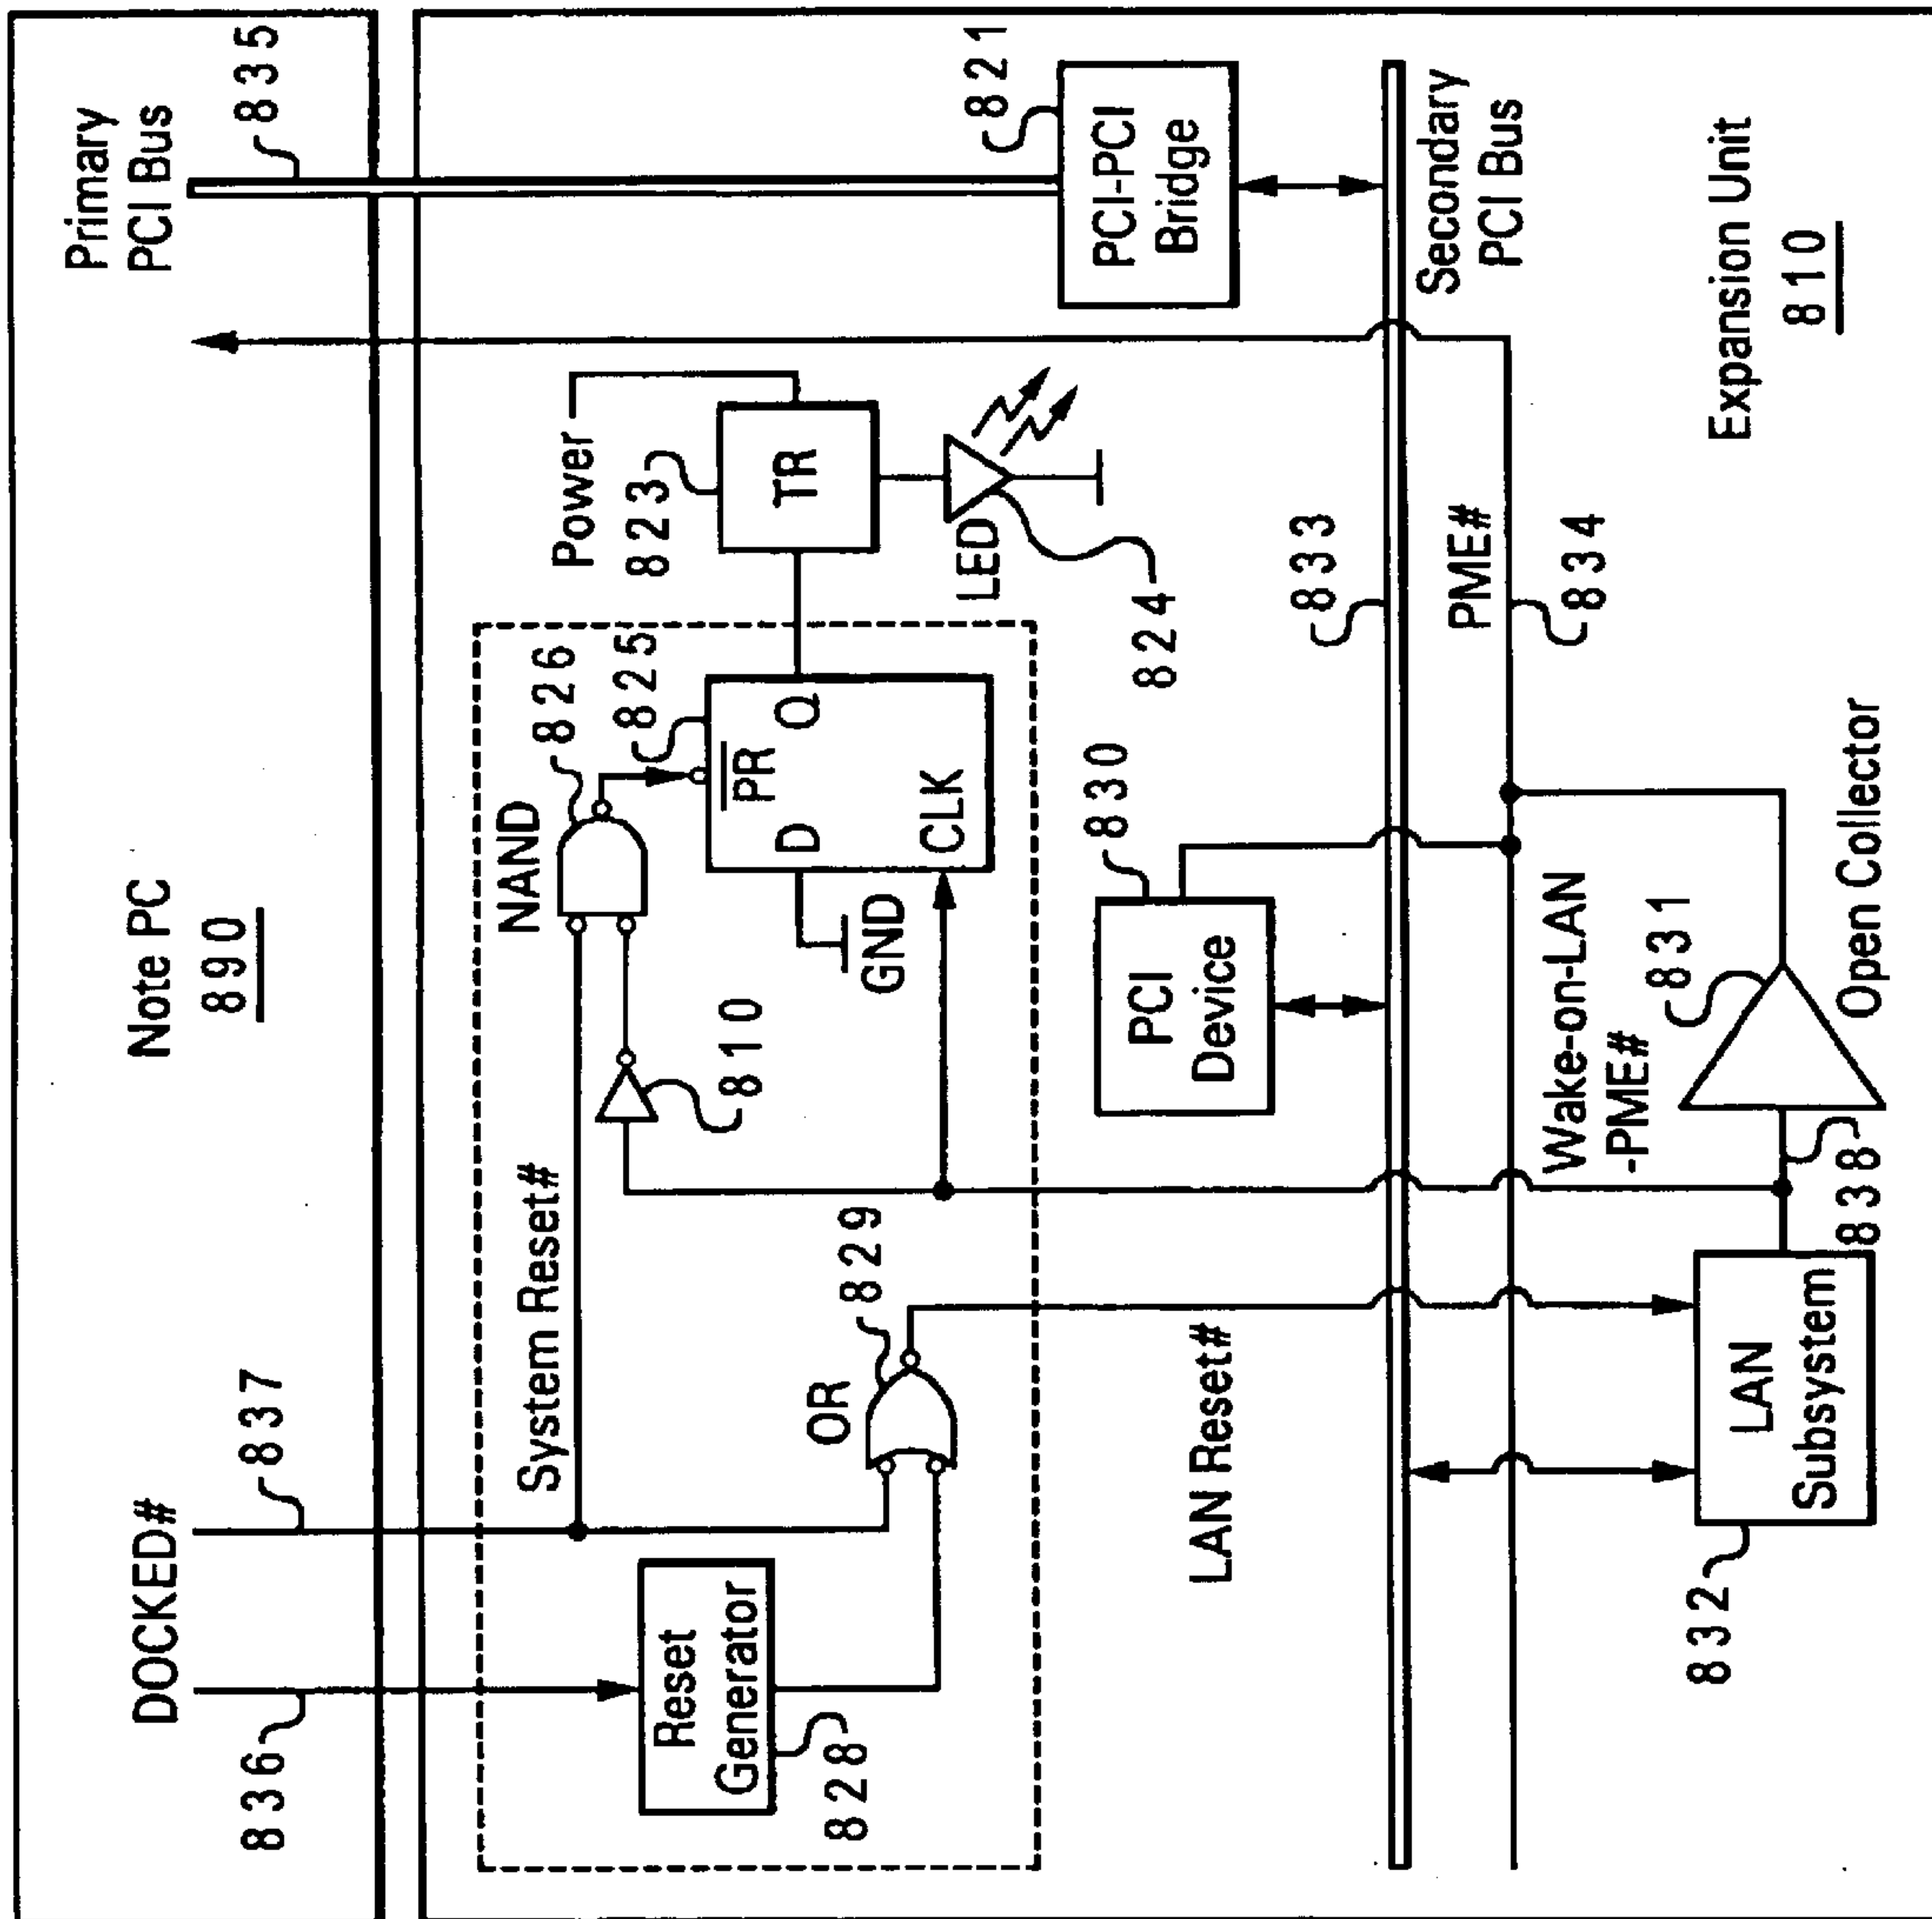 Note PC
890
DOCKED#
836
837
Primary
PCI Bus
835
System Reset#
NAND
826
825
PR
D
Q
CLK
GND
810
Reset
Generator
828
OR
829
Power
823
TR
LED
824
821
PCI-PCI
Bridge
LAN Reset#
830
PCI
Device
833
Secondary
PCI Bus
PME#
834
Wake-on-LAN
-PME#
831
Open Collector
838
832
LAN
Subsystem
Expansion Unit
810